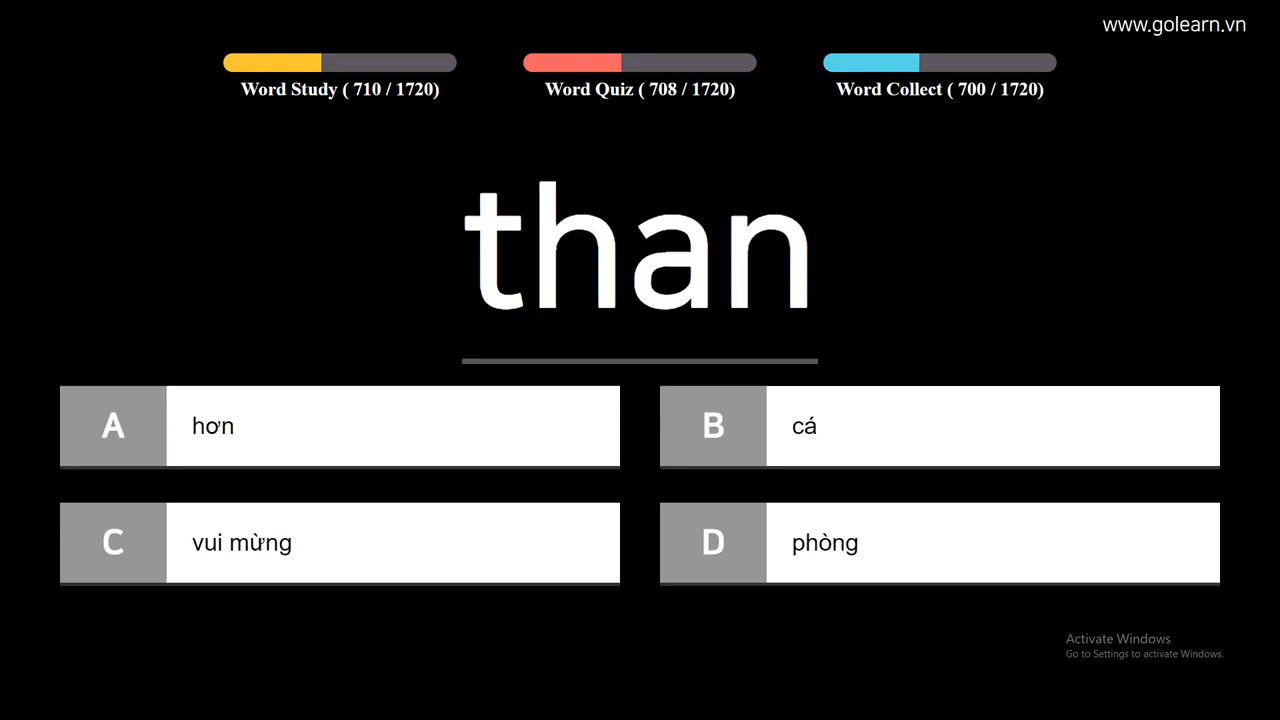 www.golearn.vn
Word Study ( 710 / 1720)
Word Quiz ( 708 / 1720)
Word Collect ( 700 / 1720)
than
A hơn
B cá
C vui mừng
D phòng
Activate Windows
Go to Settings to activate Windows.